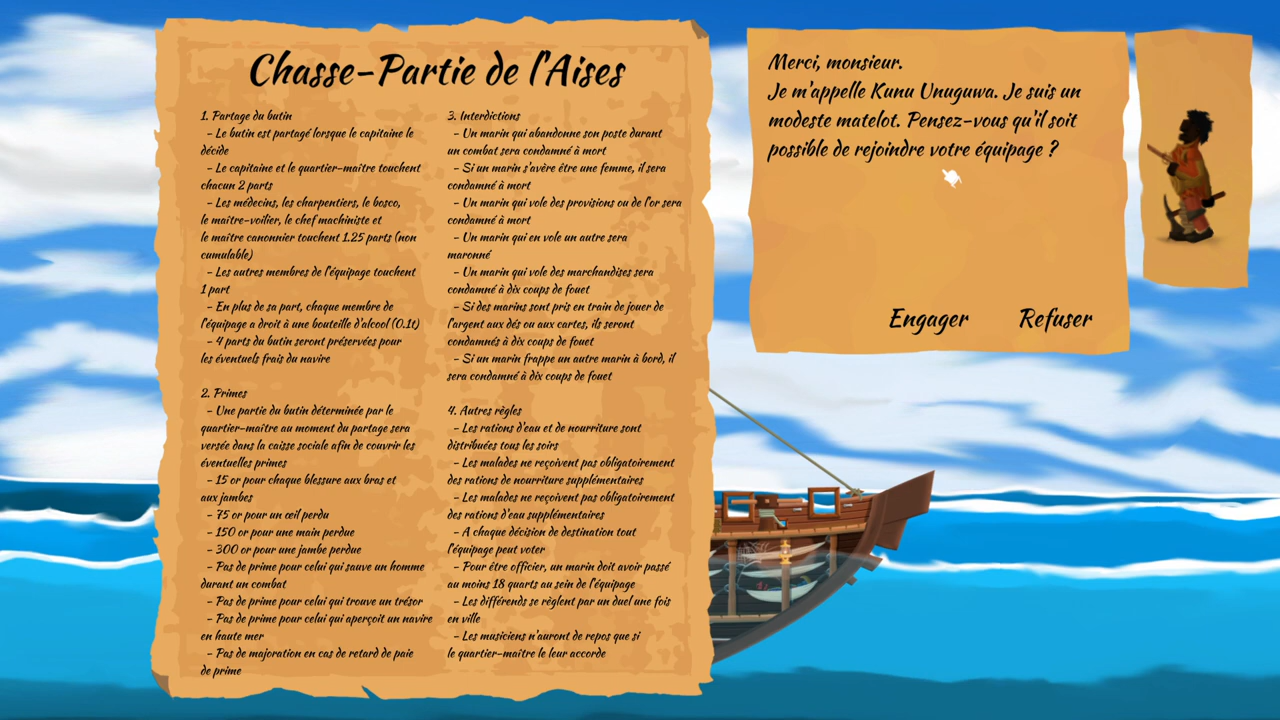 Chasse-Partie de l'Aises
1. Partage du butin
- Le butin est partagé lorsque le capitaine le
décide
- Le capitaine et le quartier-maître touchent
chacun 2 parts
- Les médecins, les charpentiers, le bosco,
le maître-voilier, le chef machiniste et
le maître canonnier touchent 1.25 parts (non
cumulable)
- Les autres membres de l'équipage touchent
1 part
- En plus de sa part, chaque membre de
l'équipage a droit à une bouteille d'alcool (0.1t)
- 4 parts du butin seront préservées pour
les éventuels frais du navire
2. Primes
- Une partie du butin déterminée par le
quartier-maître au moment du partage sera
versée dans la caisse sociale afin de couvrir les
éventuelles primes
- 15 or pour chaque blessure aux bras et
aux jambes
- 75 or pour un œil perdu
- 150 or pour une main perdue
- 300 or pour une jambe perdue
- Pas de prime pour celui qui sauve un homme
durant un combat
- Pas de prime pour celui qui trouve un trésor
- Pas de prime pour celui qui aperçoit un navire
en haute mer
- Pas de majoration en cas de retard de paie
de prime
3. Interdictions
- Un marin qui abandonne son poste durant
un combat sera condamné à mort
- Si un marin s'avère être une femme, il sera
condamné à mort
- Un marin qui vole des provisions ou de l'or sera
condamné à mort
- Un marin qui en vole un autre sera
maronné
- Un marin qui vole des marchandises sera
condamné à dix coups de fouet
- Si des marins sont pris en train de jouer de
l'argent aux dés ou aux cartes, ils seront
condamnés à dix coups de fouet
- Si un marin frappe un autre marin à bord, il
sera condamné à dix coups de fouet
4. Autres règles
- Les rations d'eau et de nourriture sont
distribuées tous les soirs
- Les malades ne reçoivent pas obligatoirement
des rations de nourriture supplémentaires
- Les malades ne reçoivent pas obligatoirement
des rations d'eau supplémentaires
- A chaque décision de destination tout
l'équipage peut voter
- Pour être officier, un marin doit avoir passé
au moins 18 quarts au sein de l'équipage
- Les différends se règlent par un duel une fois
en ville
- Les musiciens n'auront de repos que si
le quartier-maître le leur accorde
Merci, monsieur.
Je m'appelle Kunu Unuguwa. Je suis un
modeste matelot. Pensez-vous qu'il soit
possible de rejoindre votre équipage ?
Engager Refuser